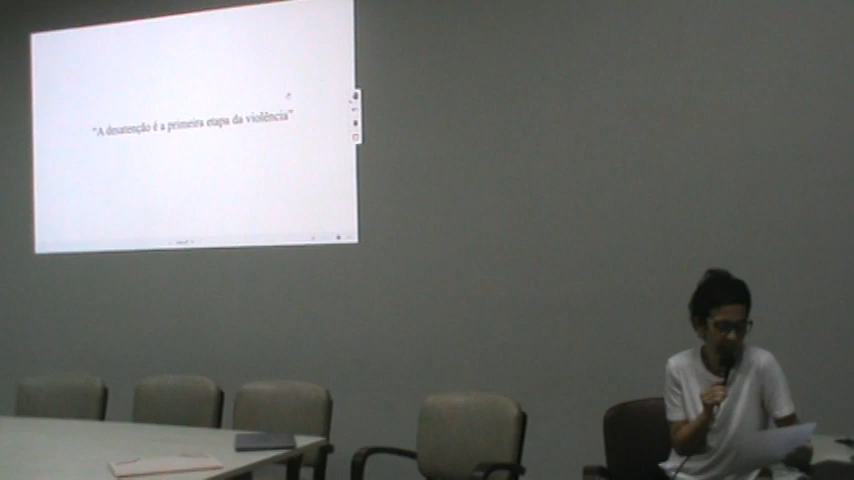 "A desatenção é a primeira etapa da violência"